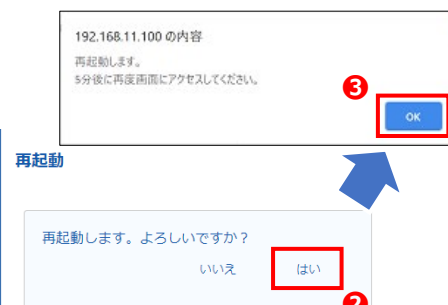 192.168.11.100 の内容
再起動します。
5分後に再度画面にアクセスしてください。
❸
OK
再起動
再起動します。よろしいですか？
いいえ
はい
❷